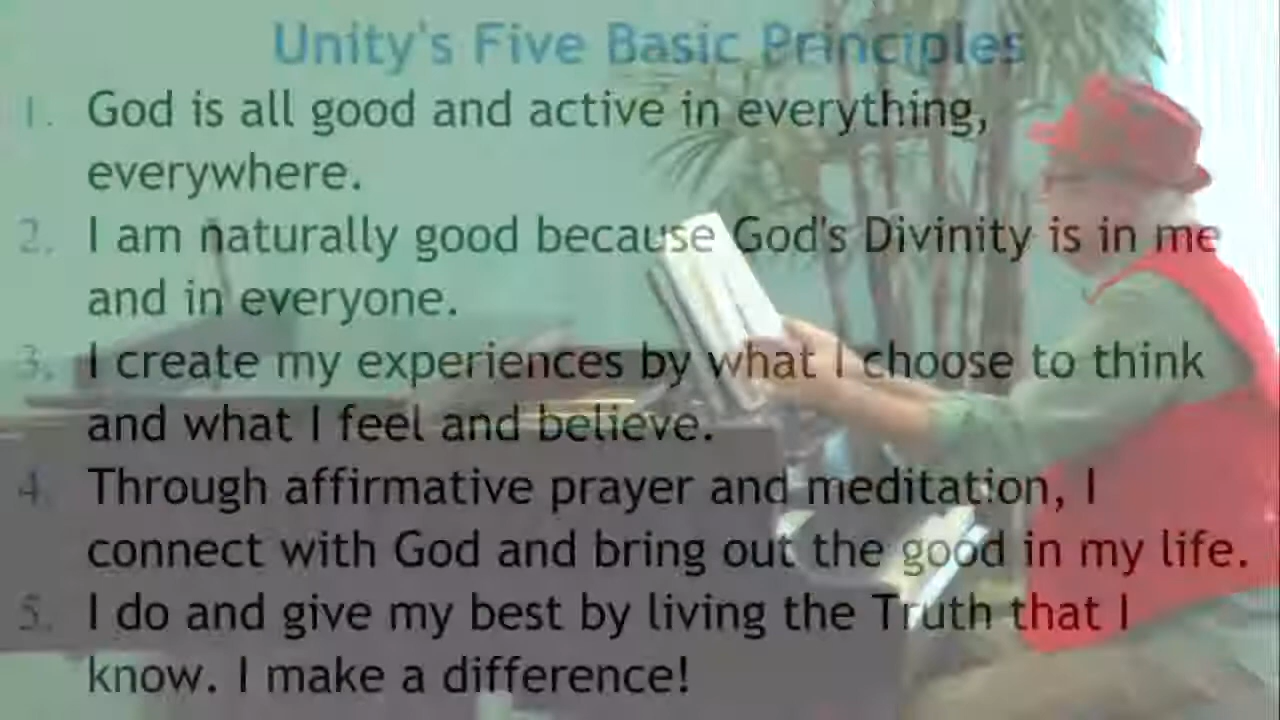 Unity's Five Basic Principles
1. God is all good and active in everything,
everywhere.
2. I am naturally good because God's Divinity is in me
and in everyone.
3. I create my experiences by what I choose to think
and what I feel and believe.
4. Through affirmative prayer and meditation, I
connect with God and bring out the good in my life.
5. I do and give my best by living the Truth that I
know. I make a difference!